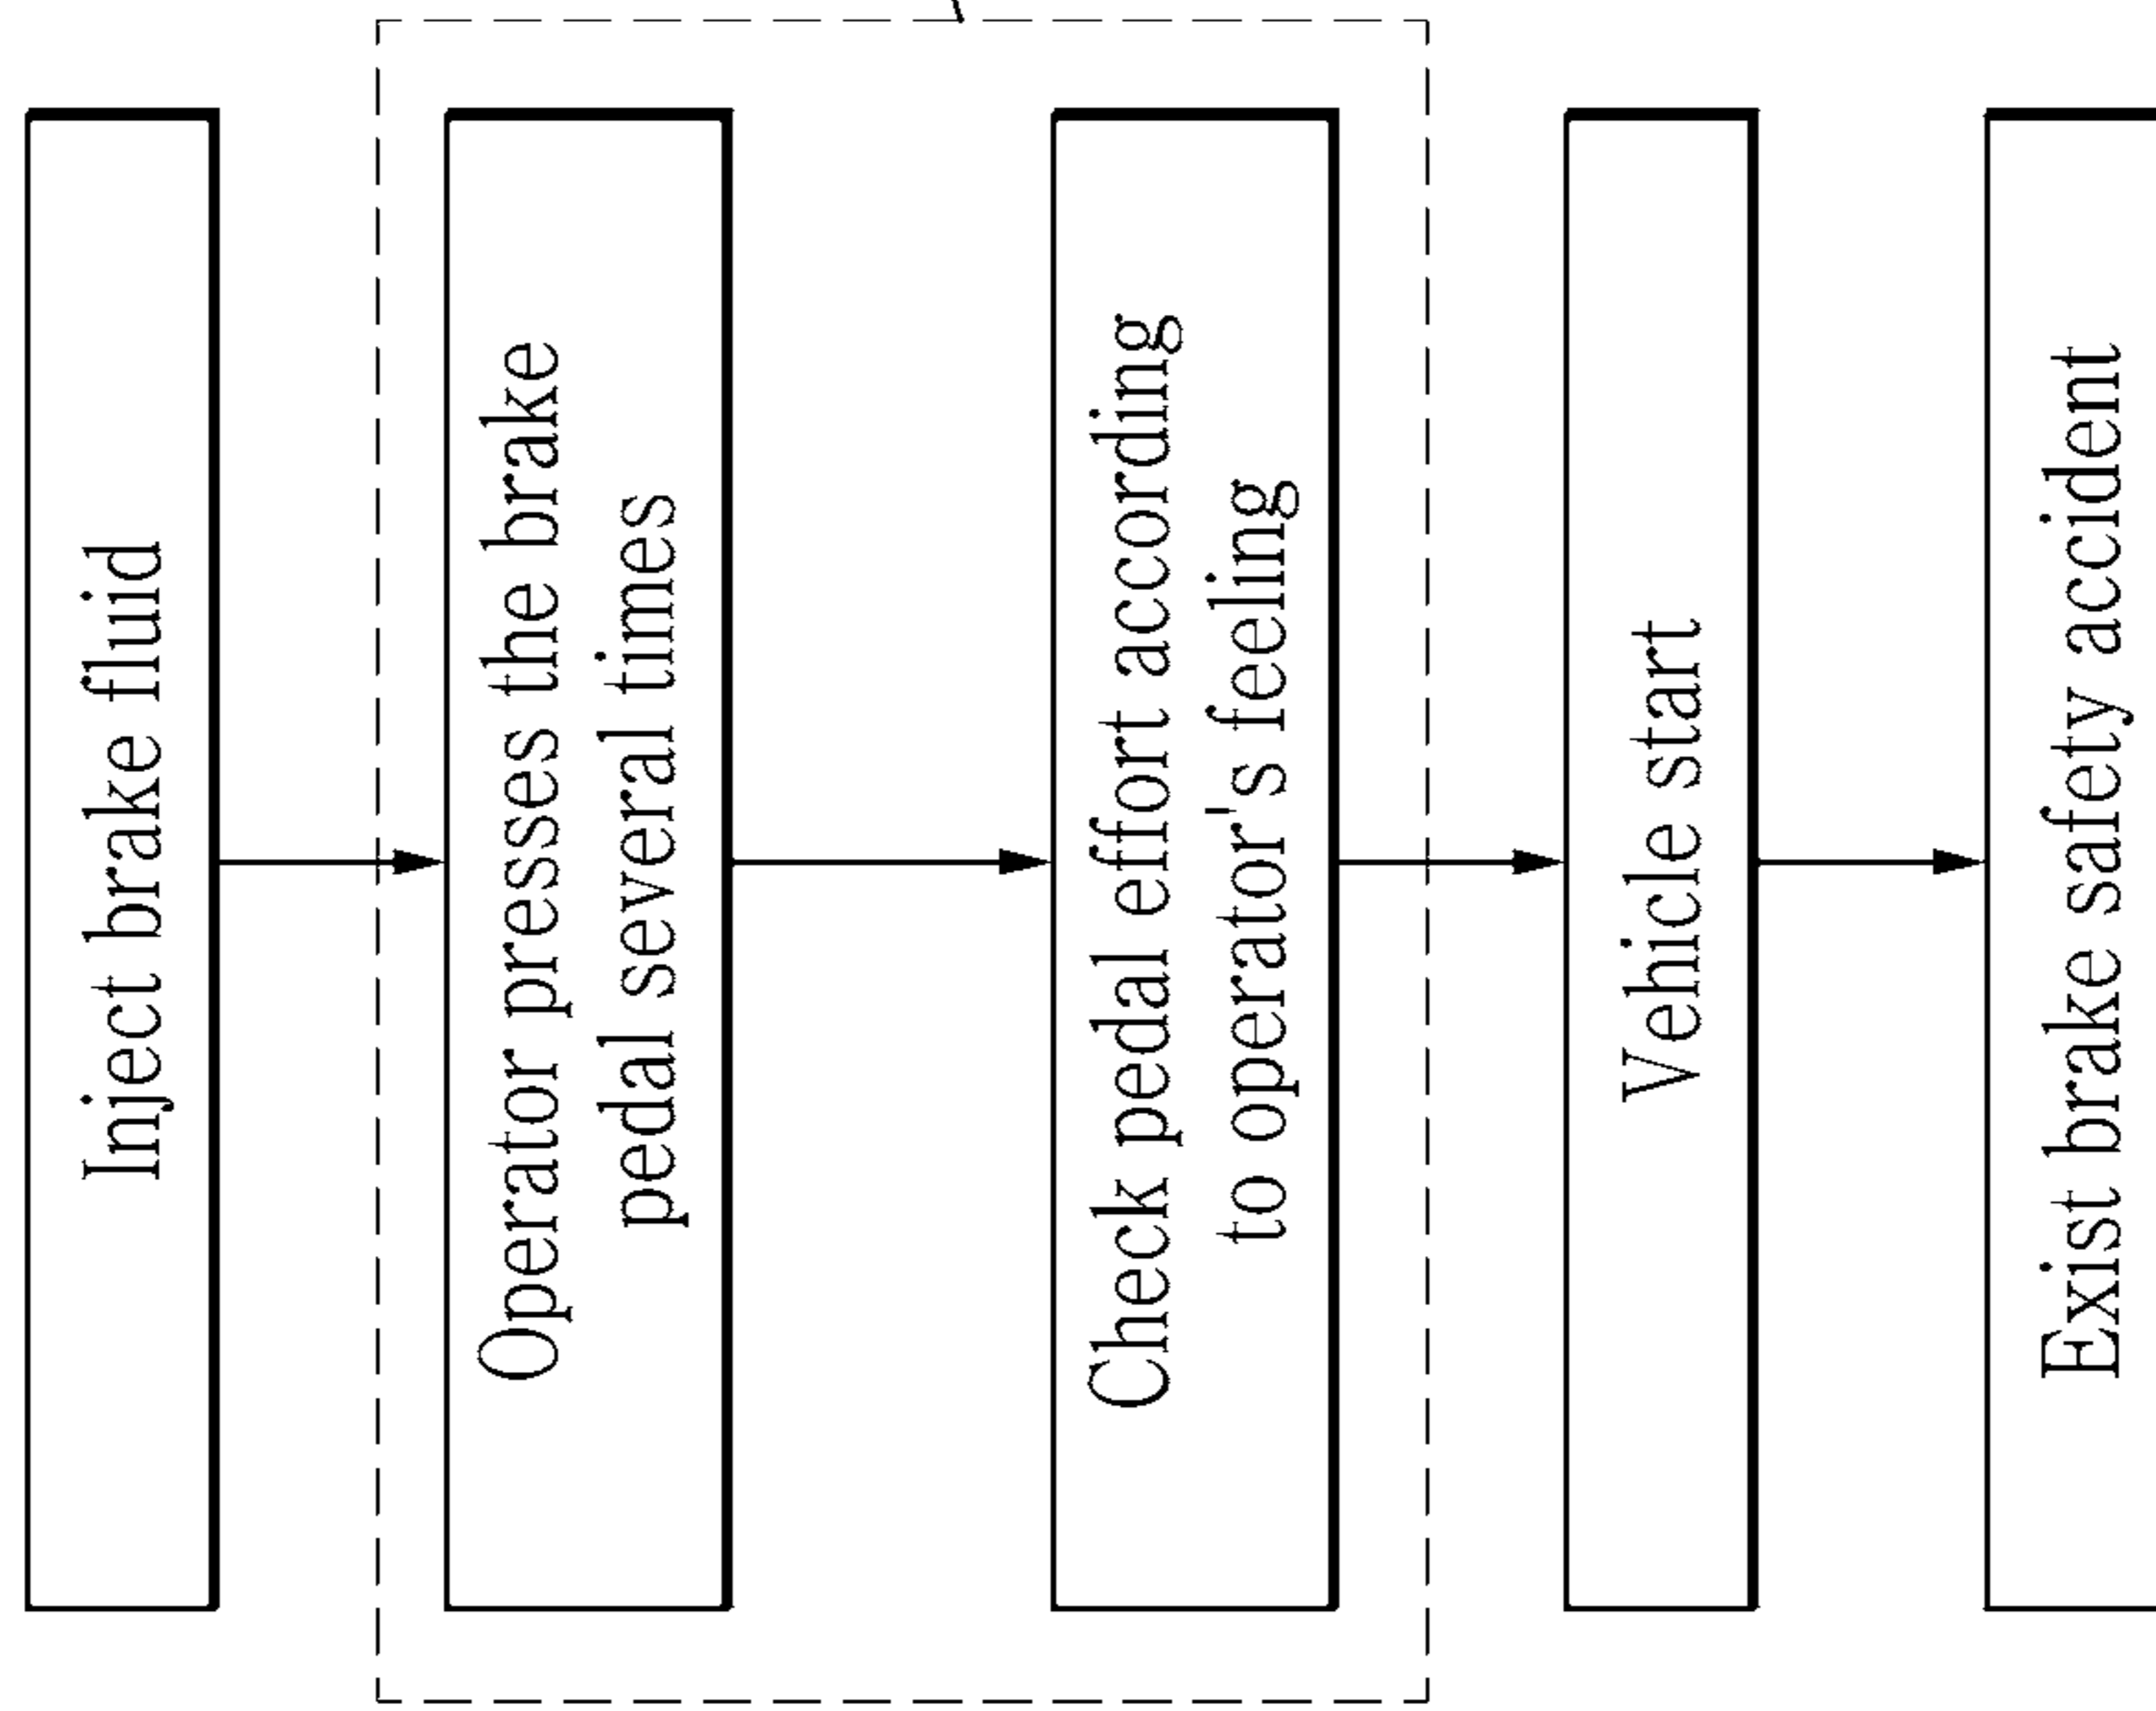 Inject brake fluid
Operator presses the brake
pedal several times
Check pedal effort according
to operator's feeling
Vehicle start
Exist brake safety accident